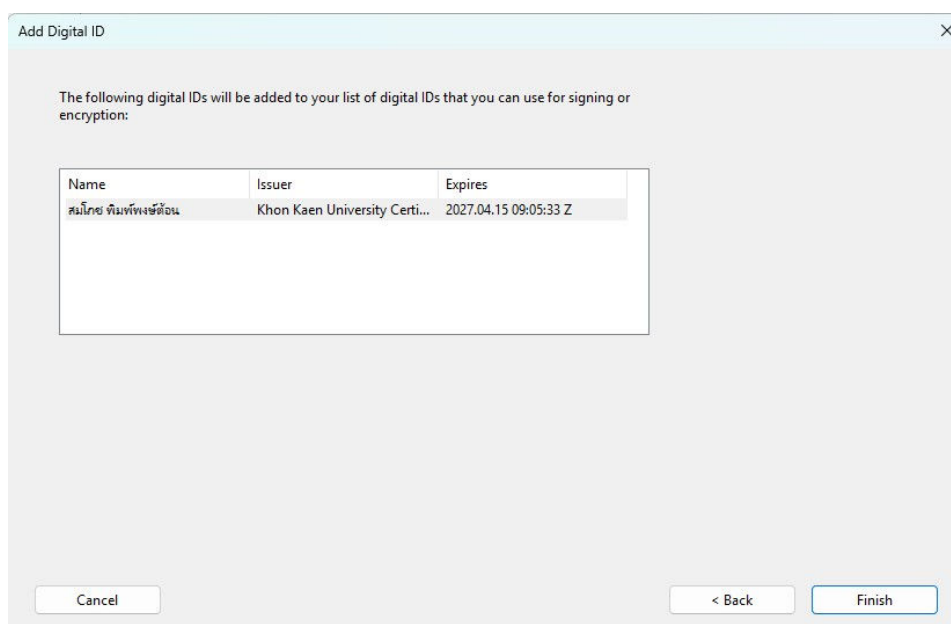 Add Digital ID
The following digital IDs will be added to your list of digital IDs that you can use for signing or
encryption:
Name Issuer Expires
สมโภช พิมพ์พงษ์ต้อน Khon Kaen University Certi... 2027.04.15 09:05:33 Z
Cancel < Back Finish